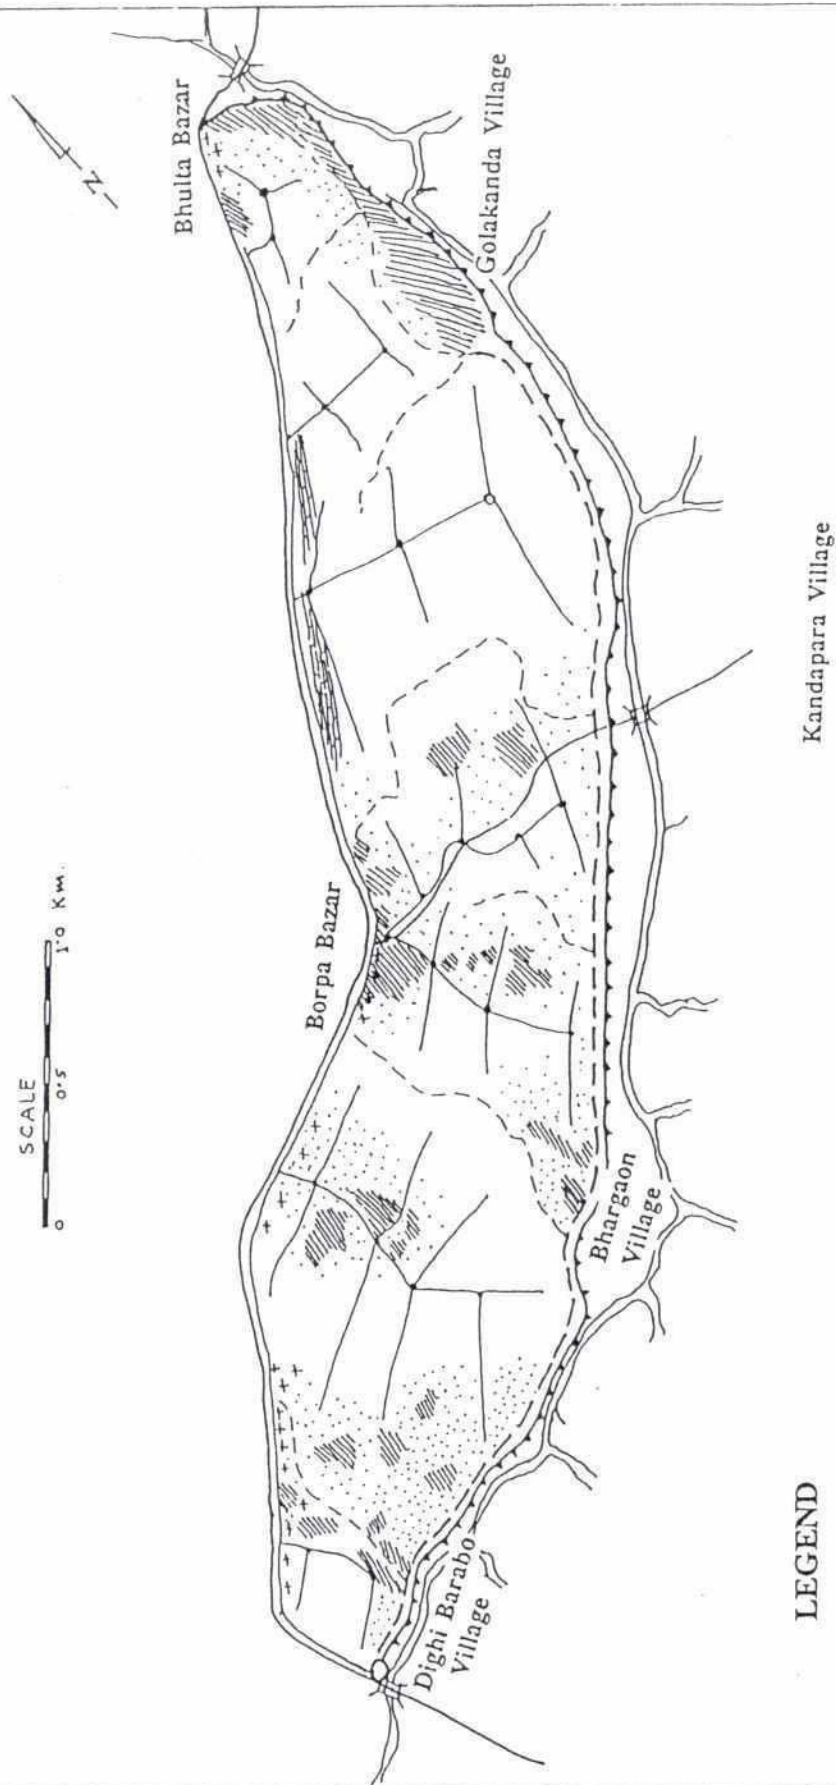 SCALE
0
0.5
1.0 Km.
N
Bhulta Bazar
Golakanda Village
Borpa Bazar
Kandapara Village
Bhargaon
Village
Dighi Barabo
Village
LEGEND